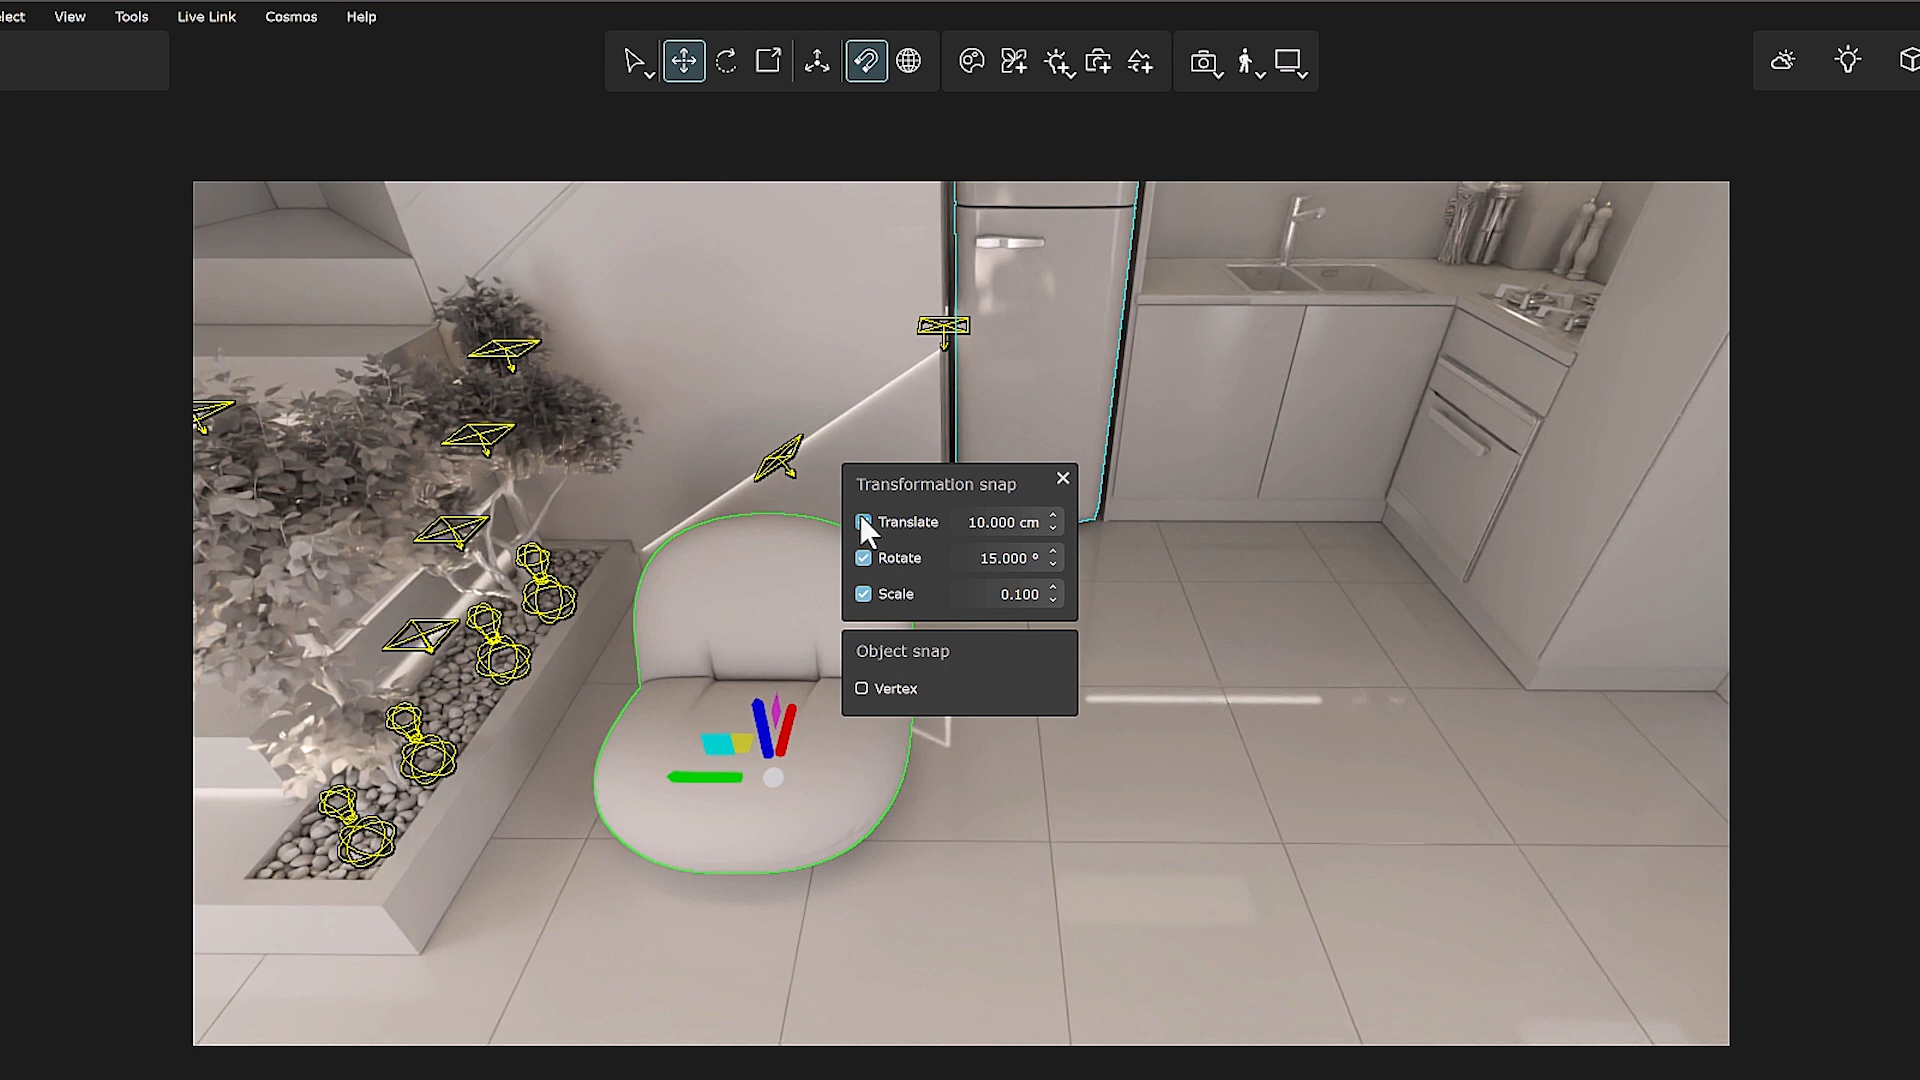 View Tools Live Link Cosmos Help
Transformation snap
Translate 10.000 cm
Rotate 15.000 °
Scale 0.100
Object snap
Vertex